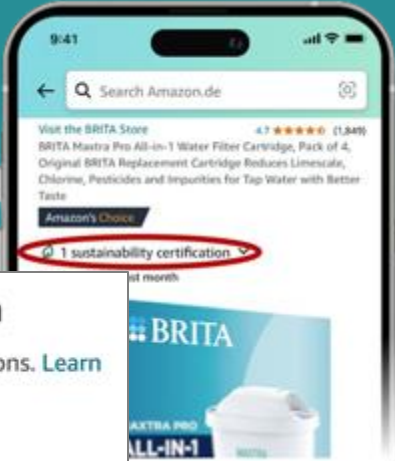 9:41
Search Amazon.de
Visit the BRITA Store 4.7 (1,849)
BRITA Maxtra Pro All-in-1 Water Filter Cartridge, Pack of 4,
Original BRITA Replacement Cartridge Reduces Limescale,
Chlorine, Pesticides and Impurities for Tap Water with Better
Taste
Amazon's Choice
1 sustainability certification
st month
ons. Learn
BRITA
AXTRA PRO
ALL-IN-1